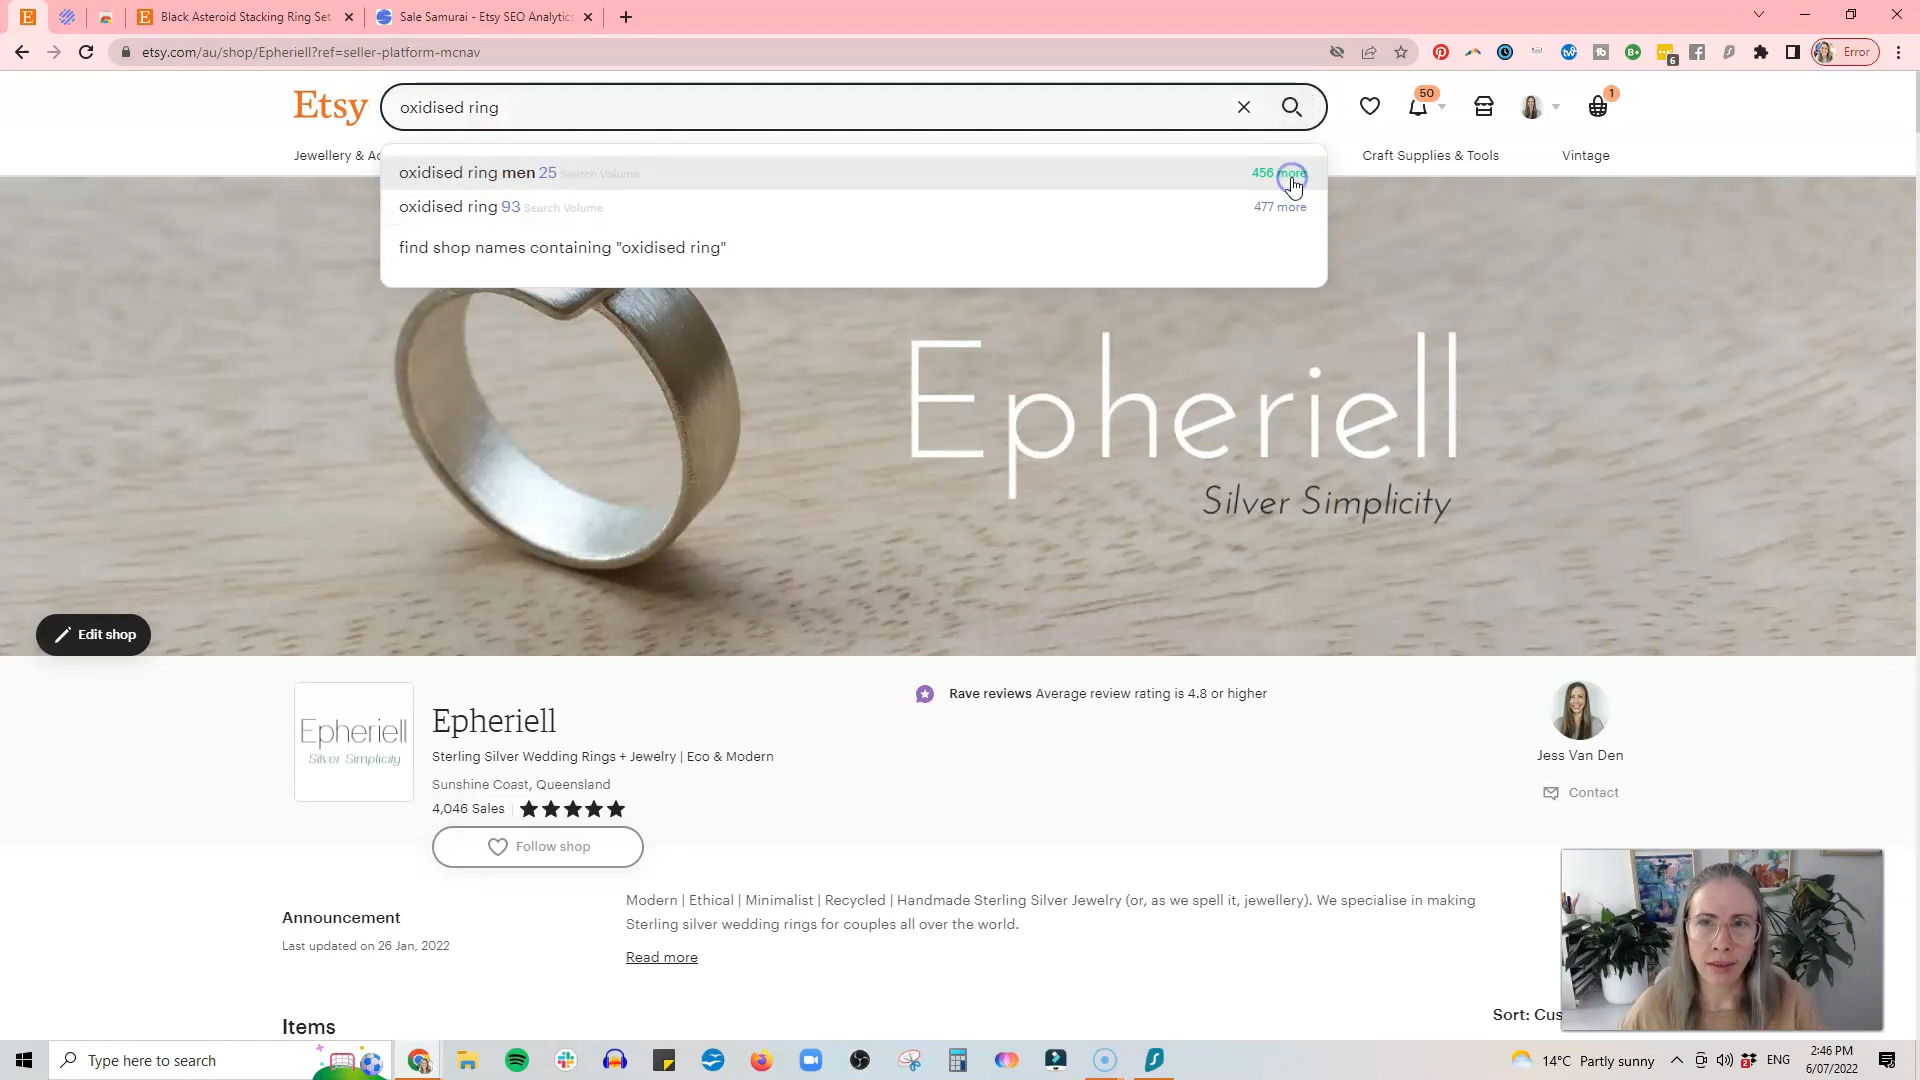 Black Asteroid Stacking Ring Set
Sale Samurai - Etsy SEO Analytics
etsy.com/au/shop/Epheriell?ref=seller-platform-mcnav
6
Error
Etsy
oxidised ring
50
1
Jewellery & Ac
Craft Supplies & Tools
Vintage
oxidised ring men 25 Search Volume
456 more
oxidised ring 93 Search Volume
477 more
find shop names containing "oxidised ring"
Epheriell
Silver Simplicity
Edit shop
Epheriell
Silver Simplicity
Epheriell
Sterling Silver Wedding Rings + Jewelry | Eco & Modern
Sunshine Coast, Queensland
4,046 Sales
Follow shop
Rave reviews Average review rating is 4.8 or higher
Jess Van Den
Contact
Announcement
Last updated on 26 Jan, 2022
Modern | Ethical | Minimalist | Recycled | Handmade Sterling Silver Jewelry (or, as we spell it, jewellery). We specialise in making
Sterling silver wedding rings for couples all over the world.
Read more
Items
Sort: Cus
Type here to search
14°C Partly sunny
ENG
2:46 PM
6/07/2022